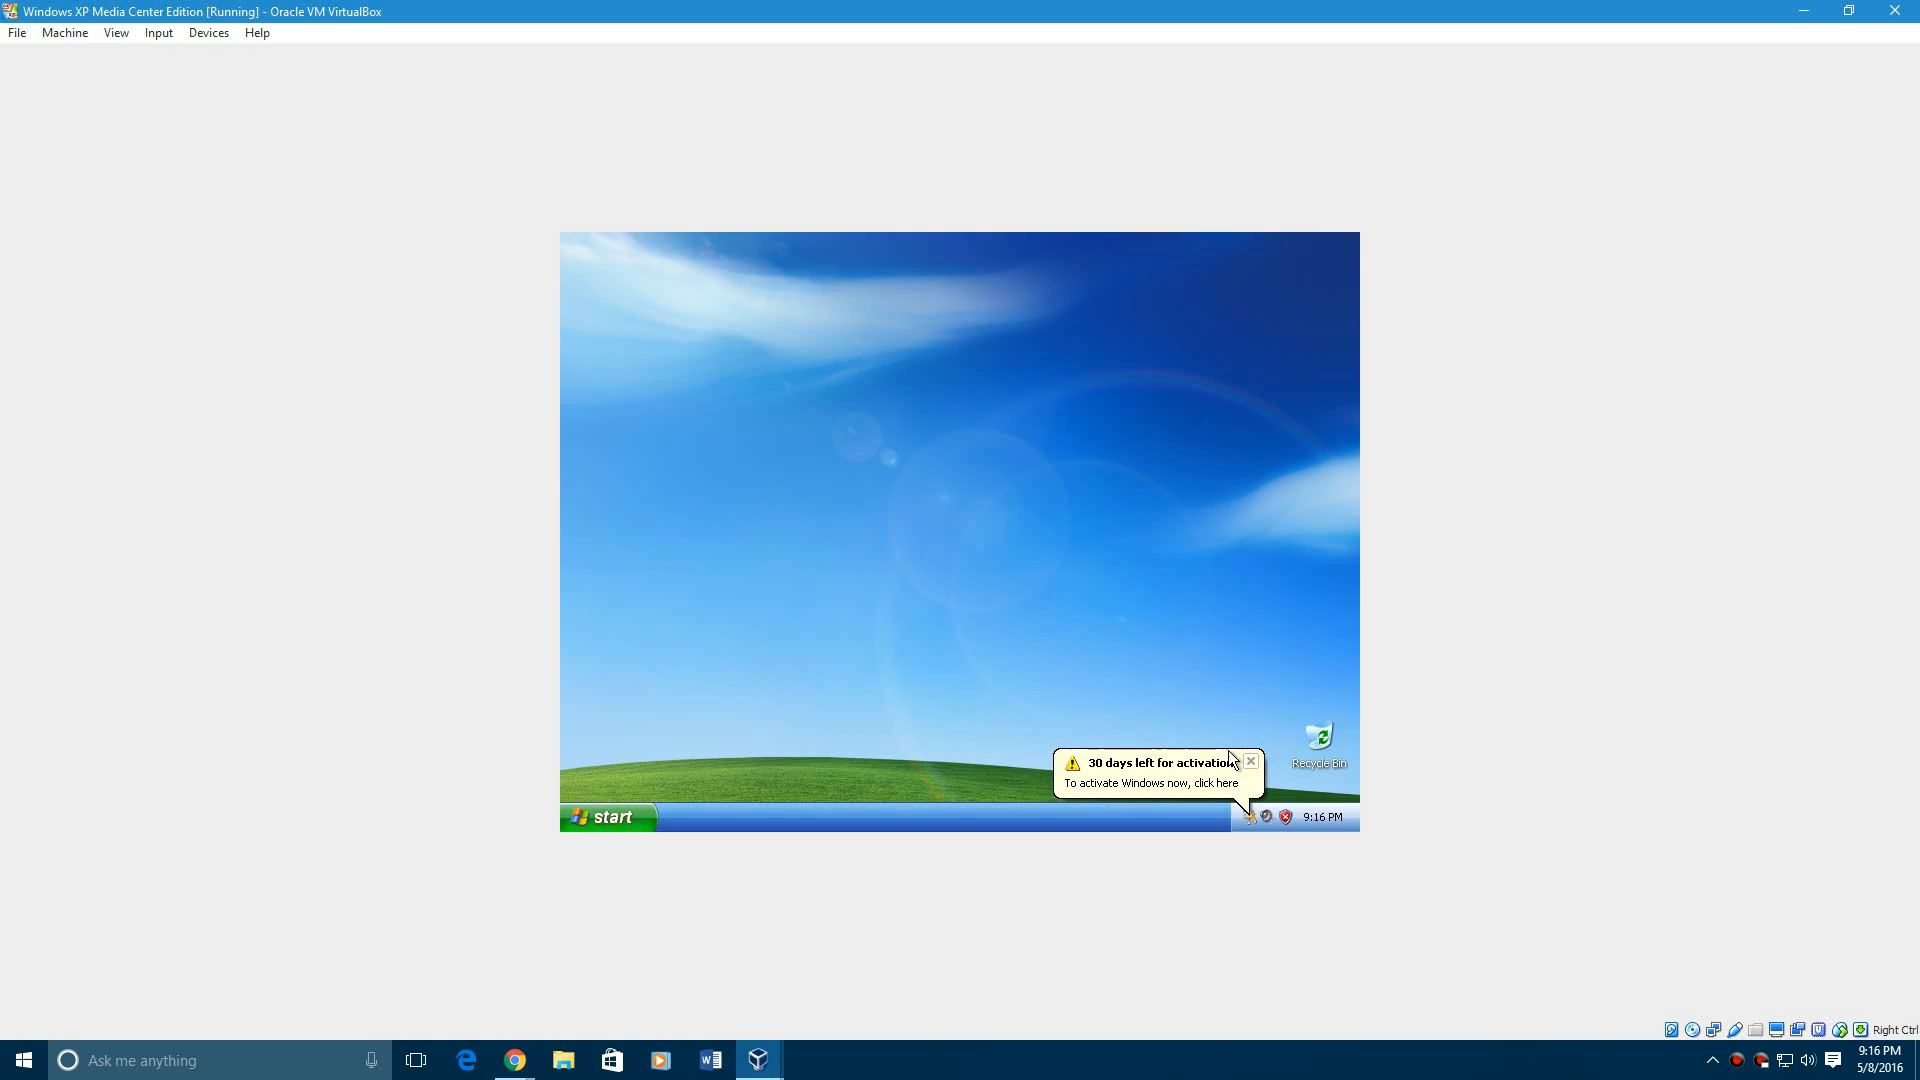 Windows XP Media Center Edition [Running] - Oracle VM VirtualBox
File Machine View Input Devices Help
Recycle Bin
30 days left for activation
To activate Windows now, click here
start
9:16 PM
Right Ctrl
Ask me anything
9:16 PM
5/8/2016